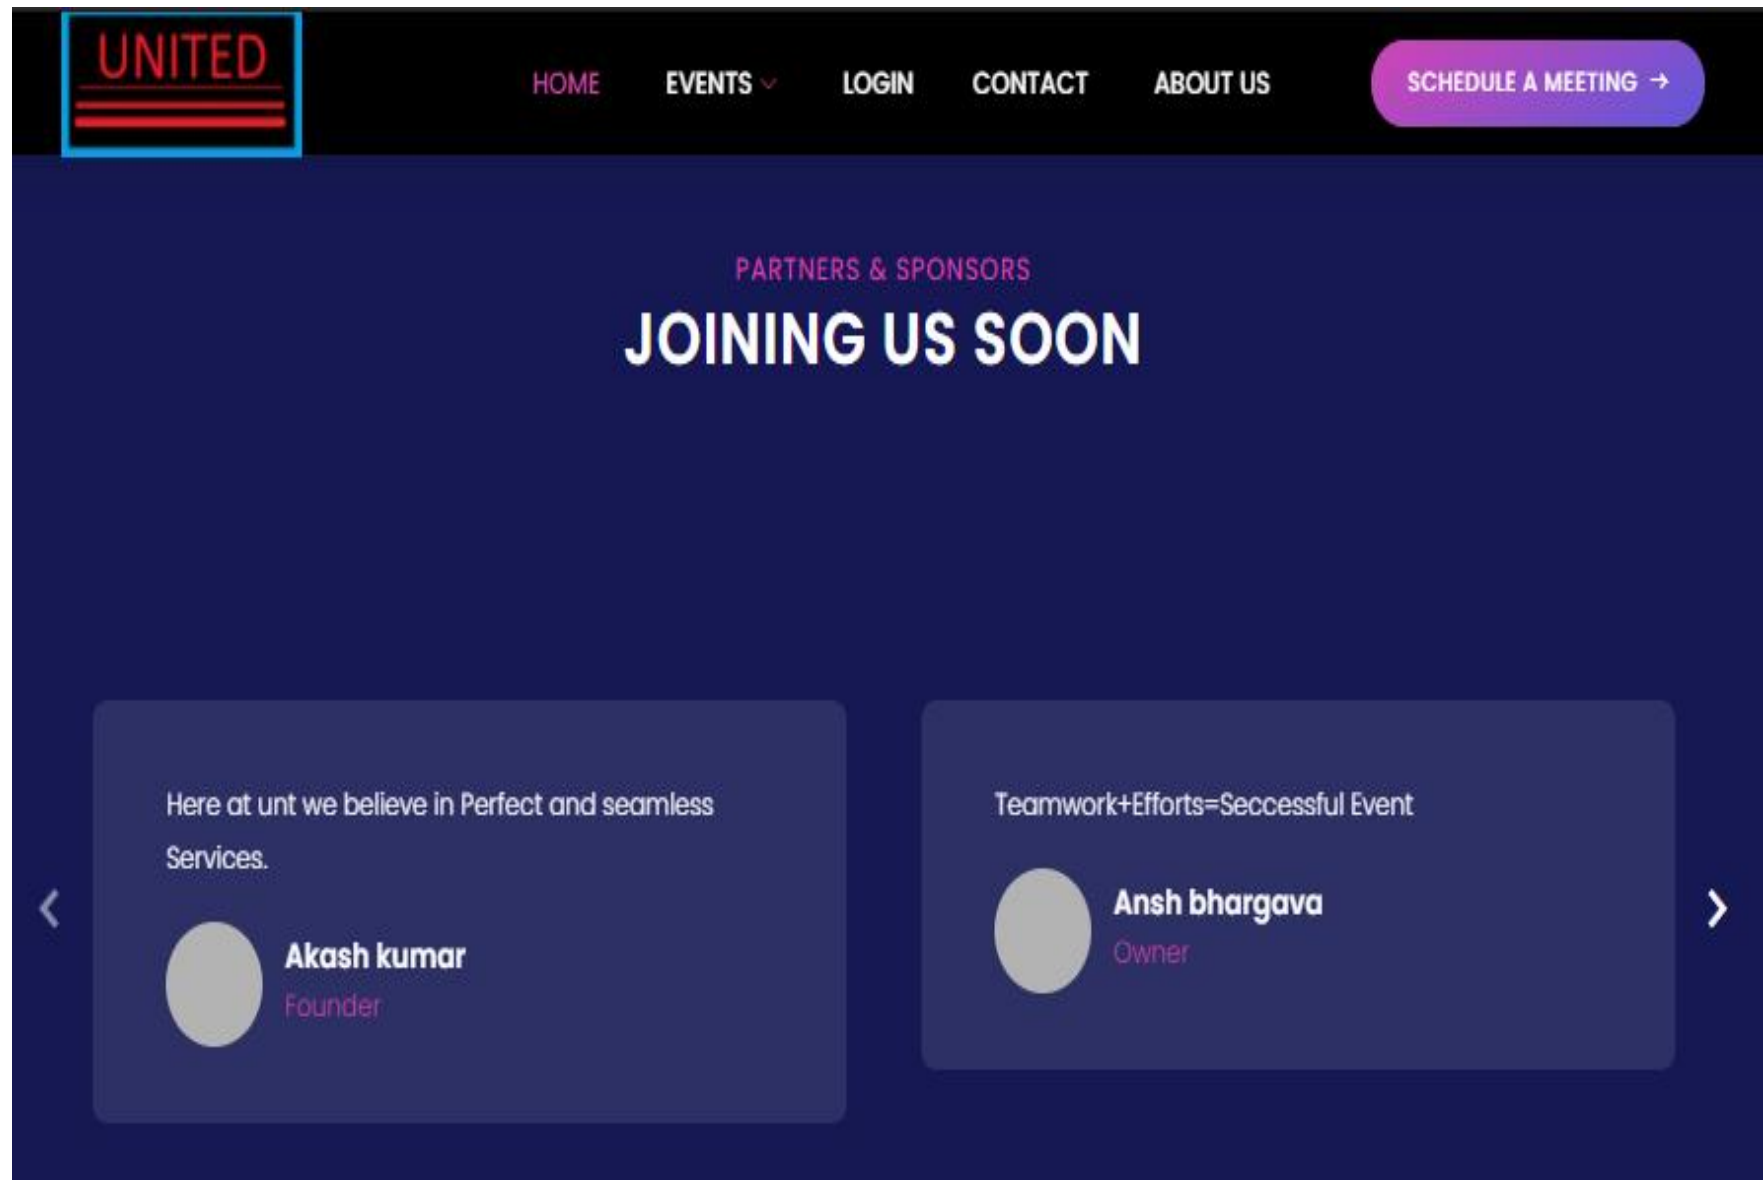 UNITED
HOME EVENTS LOGIN CONTACT ABOUT US SCHEDULE A MEETING →
PARTNERS & SPONSORS
JOINING US SOON
Here at unt we believe in Perfect and seamless
Services.
Akash kumar
Founder
Teamwork+Efforts=Seccessful Event
Ansh bhargava
Owner